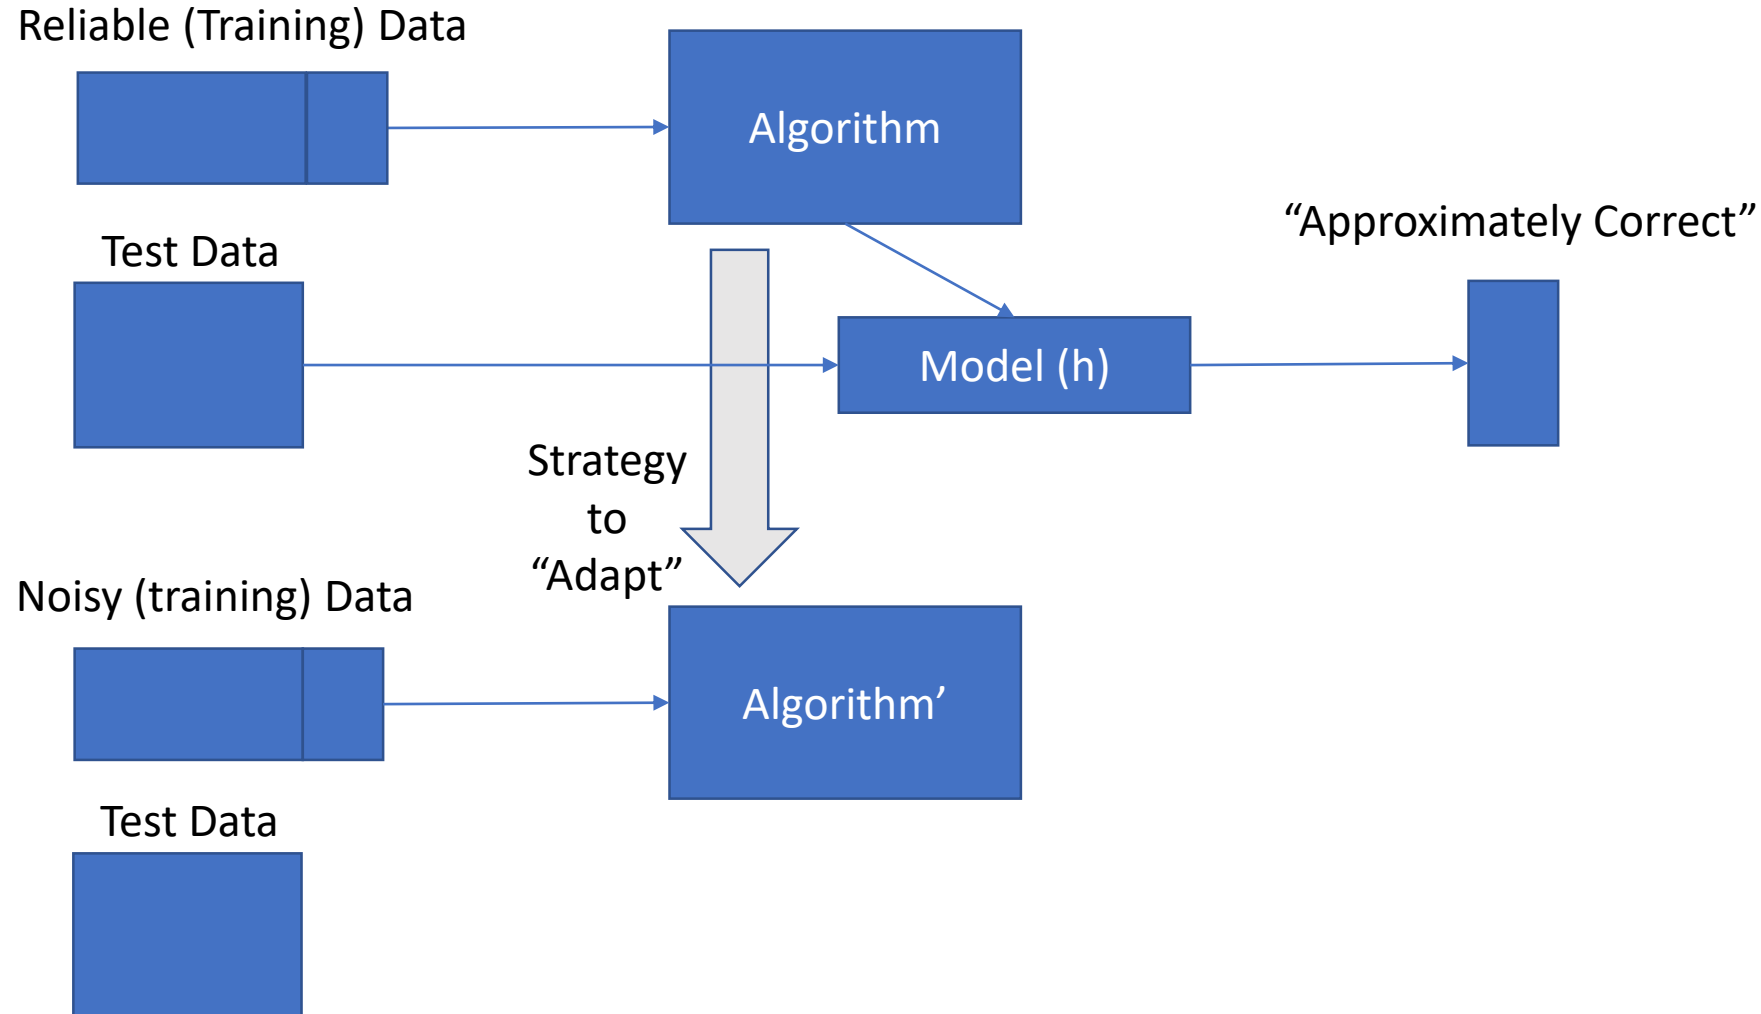 Reliable (Training) Data
Algorithm
“Approximately Correct”
Test Data
Model (h)
Strategy
to
“Adapt”
Noisy (training) Data
Algorithm’
Test Data